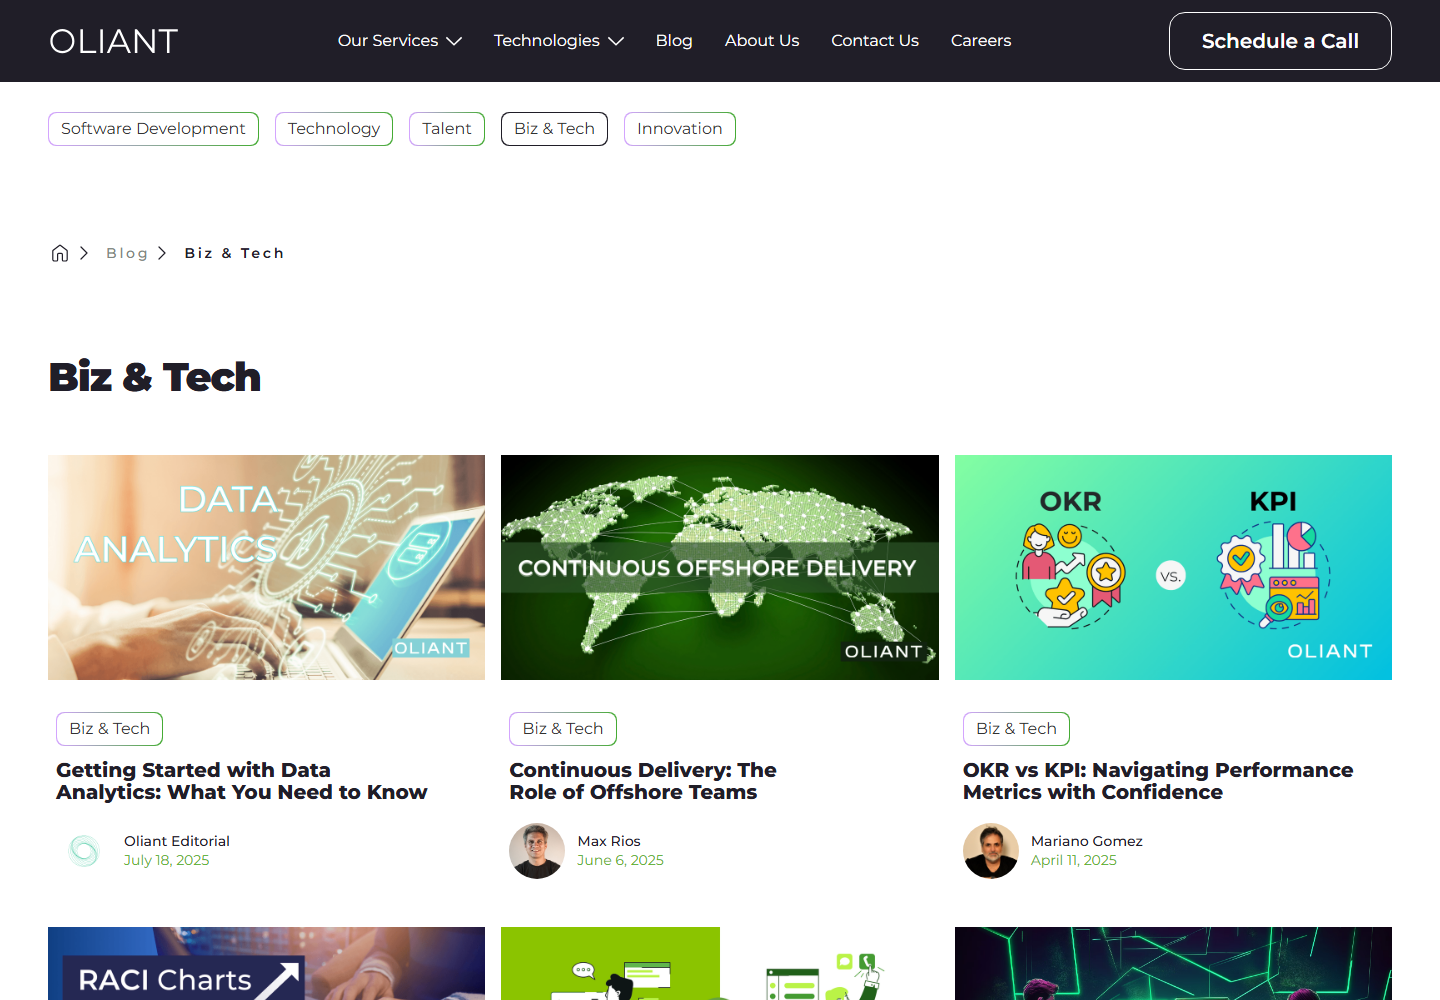 OLIANT
Our Services
Technologies
Blog
About Us
Contact Us
Careers
Schedule a Call
Software Development
Technology
Talent
Biz & Tech
Innovation
Blog
Biz & Tech
Biz & Tech
DATA
ANALYTICS
OLIANT
CONTINUOUS OFFSHORE DELIVERY
OLIANT
OKR
KPI
VS.
OLIANT
Biz & Tech
Getting Started with Data
Analytics: What You Need to Know
Oliant Editorial
July 18, 2025
Biz & Tech
Continuous Delivery: The
Role of Offshore Teams
Max Rios
June 6, 2025
Biz & Tech
OKR vs KPI: Navigating Performance
Metrics with Confidence
Mariano Gomez
April 11, 2025
RACI Charts